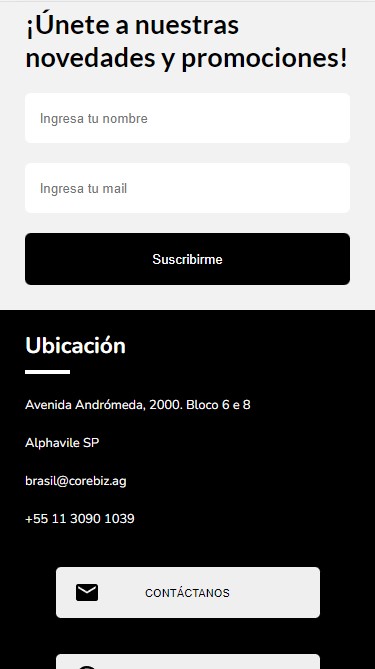 ¡Únete a nuestras
novedades y promociones!
Ingresa tu nombre
Ingresa tu mail
Suscribirme
Ubicación
Avenida Andrómeda, 2000. Bloco 6 e 8
Alphavile SP
brasil@corebiz.ag
+55 11 3090 1039
CONTÁCTANOS